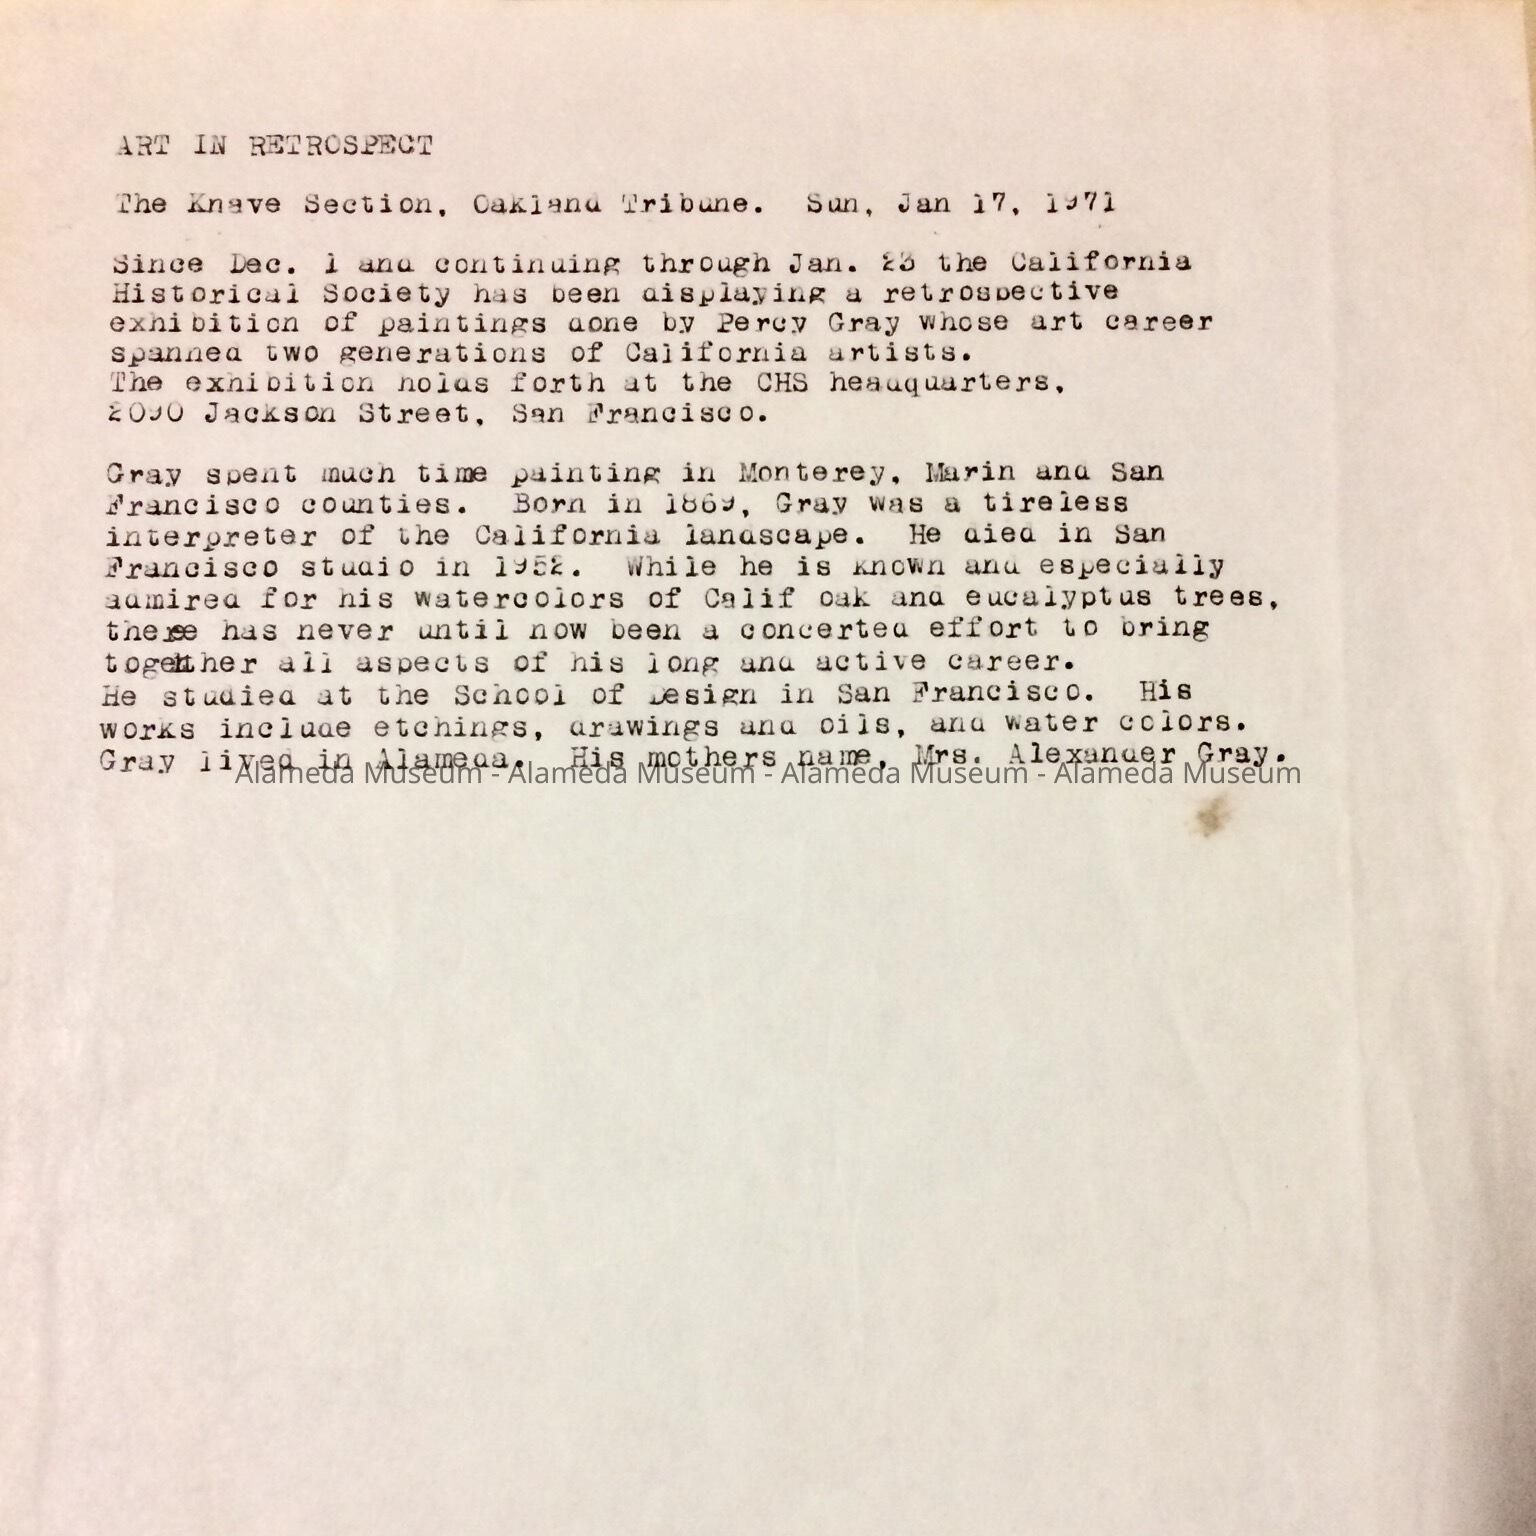 ART IN RETROSPECT
The Knave Section, Oakland Tribune. Sun, Jan 17, 1971
Since Dec. 1 and continuing through Jan. 23 the California
Historical Society has been displaying a retrospective
exhibition of paintings done by Percy Gray whose art career
spanned two generations of California artists.
The exhibition holds forth at the CHS headquarters,
2090 Jackson Street, San Francisco.
Gray spent much time painting in Monterey, Marin and San
Francisco counties. Born in 1869, Gray was a tireless
interpreter of the California landscape. He died in San
Francisco studio in 1952. While he is known and especially
admired for his watercolors of Calif oak and eucalyptus trees,
there has never until now been a concerted effort to bring
together all aspects of his long and active career.
He studied at the School of Design in San Francisco. His
works include etchings, drawings and oils, and water colors.
Gray lived in Alameda. His mothers name, Mrs. Alexander Gray.
Alameda Museum - Alameda Museum - Alameda Museum - Alameda Museum